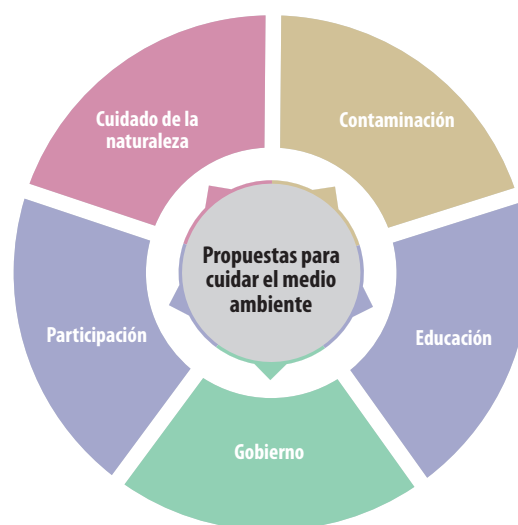 Cuidado de la
naturaleza
Contaminación
Propuestas para
cuidar el medio
ambiente
Participación
Educación
Gobierno